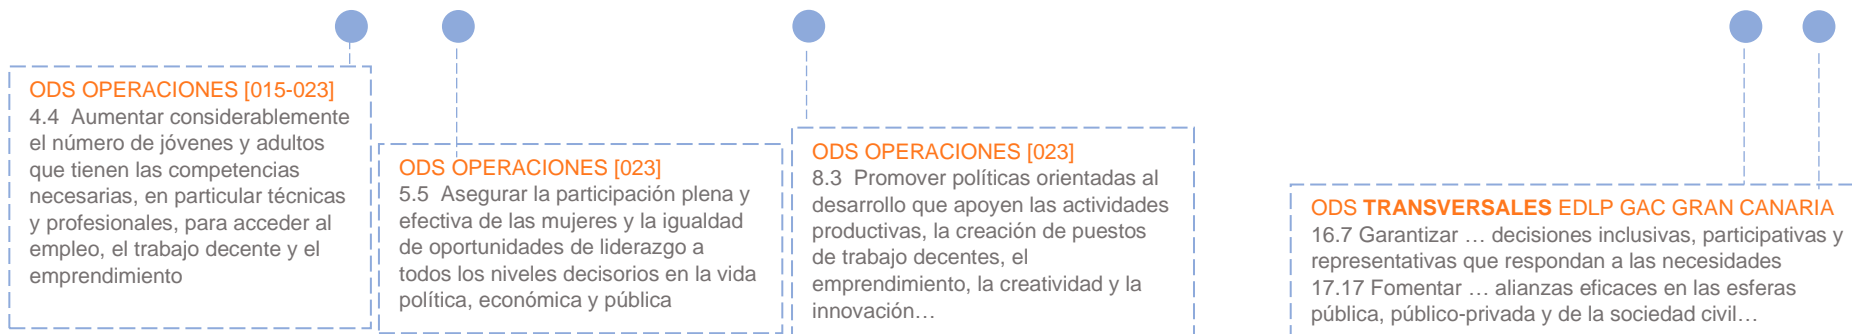 ODS OPERACIONES [015-023]
4.4 Aumentar considerablemente
el número de jóvenes y adultos
que tienen las competencias
necesarias, en particular técnicas
y profesionales, para acceder al
empleo, el trabajo decente y el
emprendimiento
ODS OPERACIONES [023]
5.5 Asegurar la participación plena y
efectiva de las mujeres y la igualdad
de oportunidades de liderazgo a
todos los niveles decisorios en la vida
política, económica y pública
ODS OPERACIONES [023]
8.3 Promover políticas orientadas al
desarrollo que apoyen las actividades
productivas, la creación de puestos
de trabajo decentes, el
emprendimiento, la creatividad y la
innovación…
ODS TRANSVERSALES EDLP GAC GRAN CANARIA
16.7 Garantizar … decisiones inclusivas, participativas y
representativas que respondan a las necesidades
17.17 Fomentar … alianzas eficaces en las esferas
pública, público-privada y de la sociedad civil…